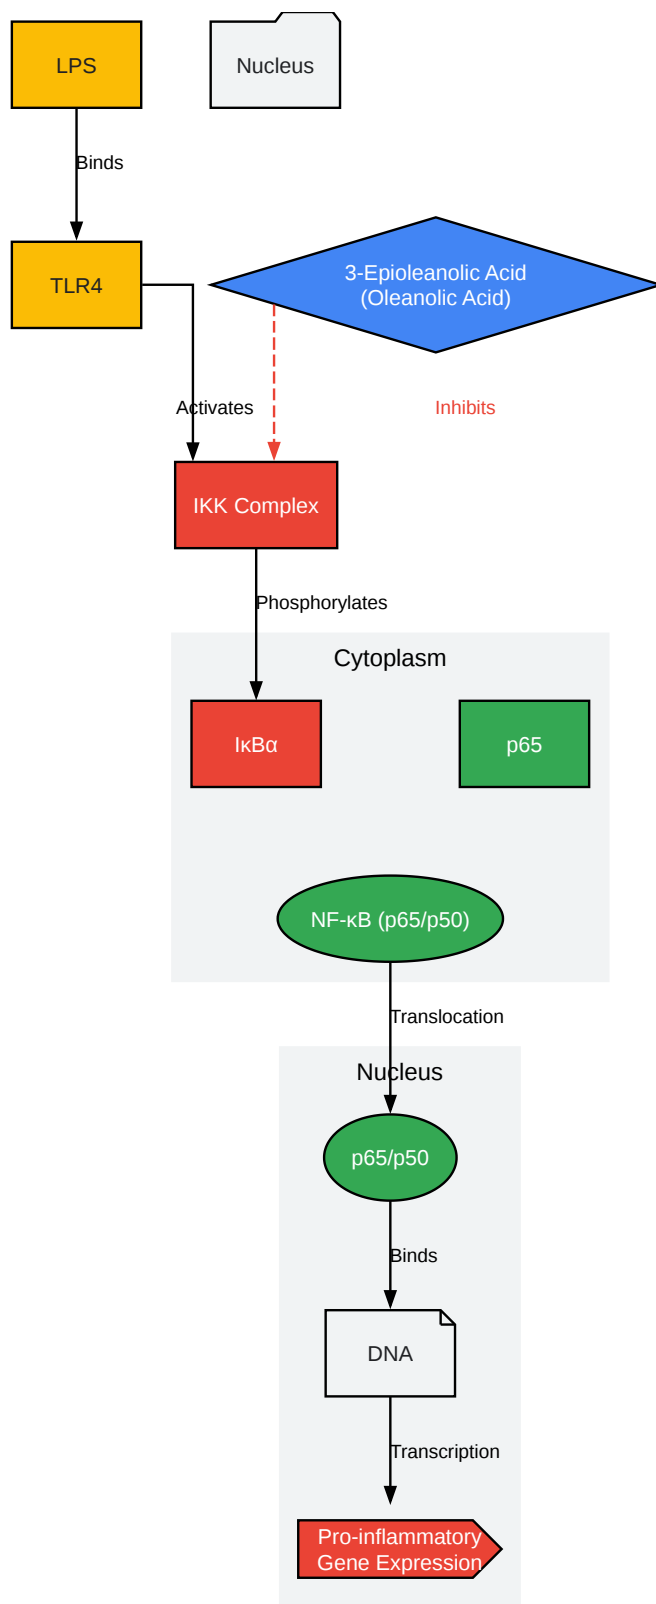 LPS
Nucleus
Binds
TLR4
3-Epioleanolic Acid
(Oleanolic Acid)
Activates
Inhibits
IKK Complex
Phosphorylates
Cytoplasm
IκBα
p65
NF-κB (p65/p50)
Translocation
Nucleus
p65/p50
Binds
DNA
Transcription
Pro-inflammatory
Gene Expression